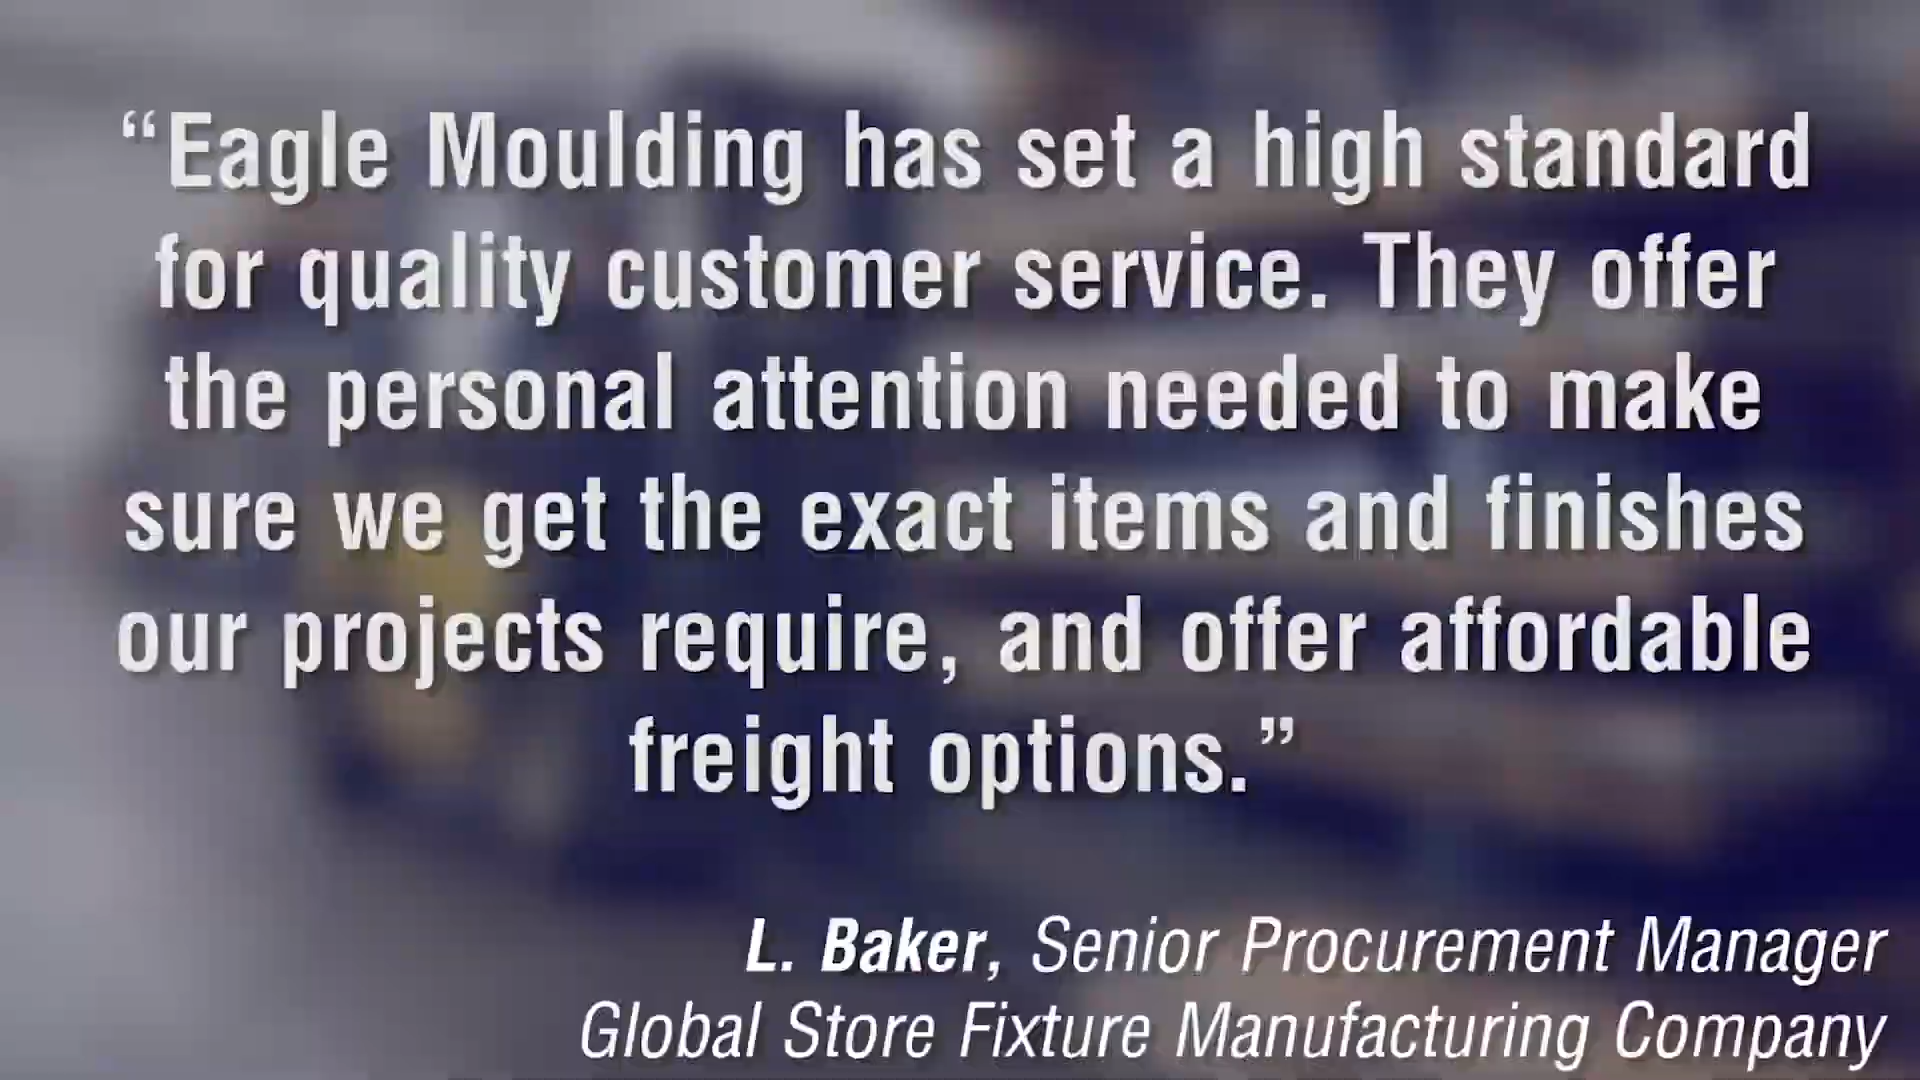 “Eagle Moulding has set a high standard
for quality customer service. They offer
the personal attention needed to make
sure we get the exact items and finishes
our projects require, and offer affordable
freight options.”
L. Baker, Senior Procurement Manager
Global Store Fixture Manufacturing Company